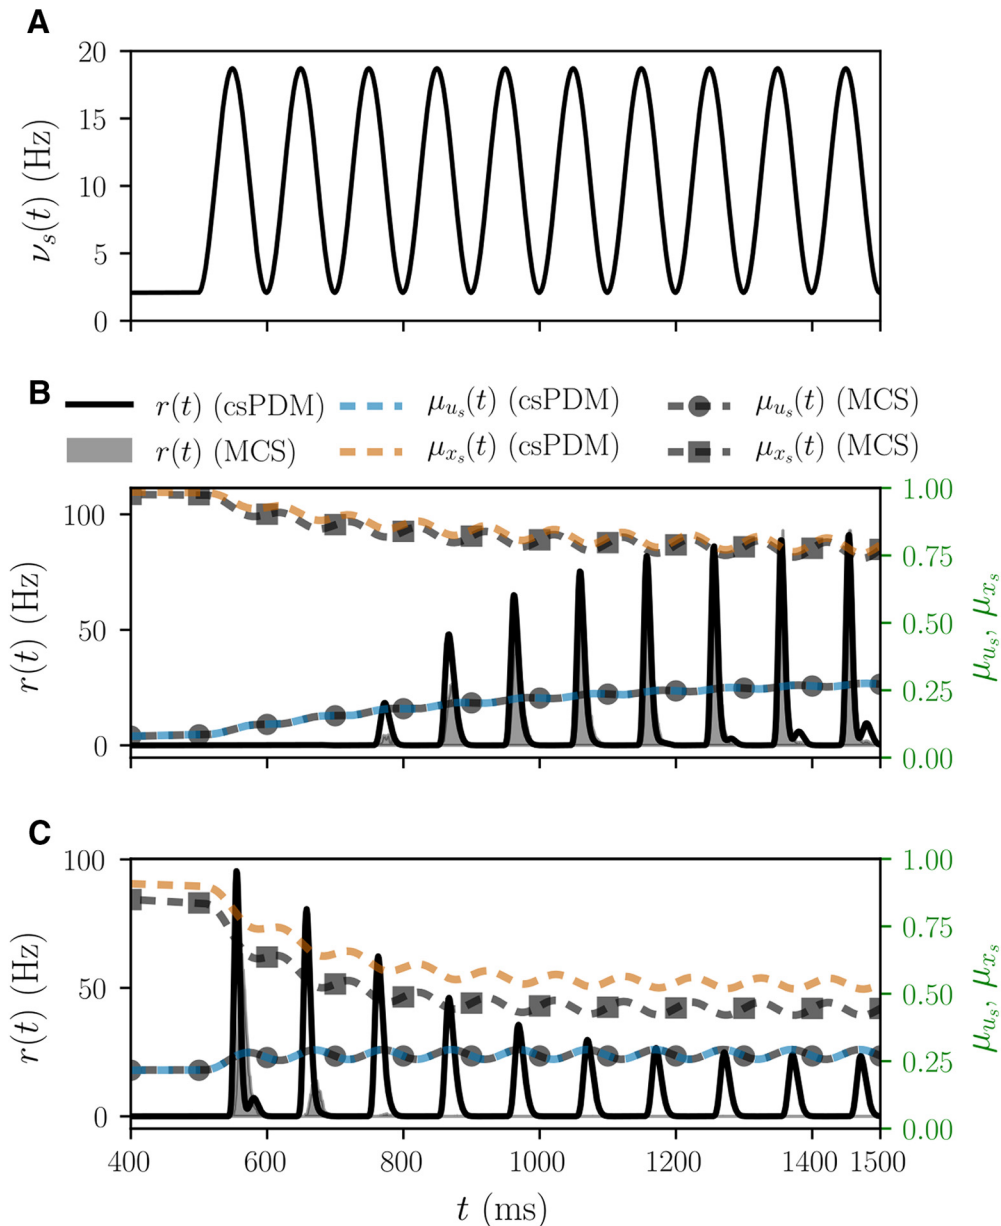 A
20
15
10
5
0
ν_s(t) (Hz)
B
r(t) (csPDM)
μ_{u_s}(t) (csPDM)
μ_{u_s}(t) (MCS)
r(t) (MCS)
μ_{x_s}(t) (csPDM)
μ_{x_s}(t) (MCS)
100
50
0
r(t) (Hz)
1.00
0.75
0.50
0.25
0.00
μ_{u_s}, μ_{x_s}
C
100
50
0
r(t) (Hz)
1.00
0.75
0.50
0.25
0.00
μ_{u_s}, μ_{x_s}
400 600 800 1000 1200 1400 1500
t (ms)